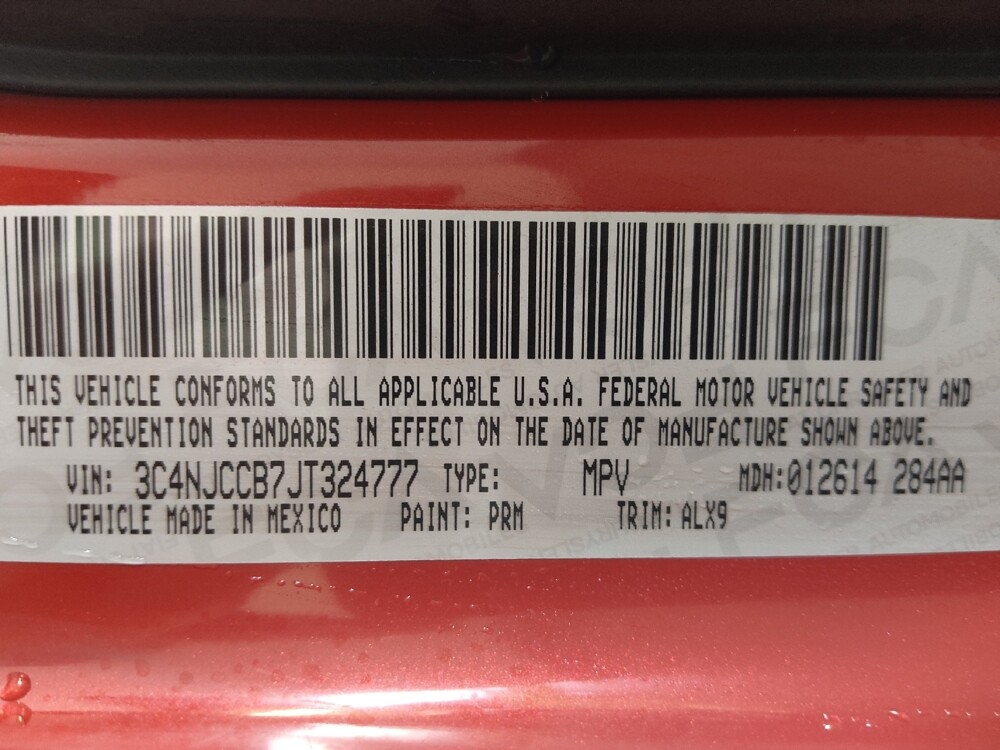 THIS VEHICLE CONFORMS TO ALL APPLICABLE U.S.A. FEDERAL MOTOR VEHICLE SAFETY AND
THEFT PREVENTION STANDARDS IN EFFECT ON THE DATE OF MANUFACTURE SHOWN ABOVE.
VIN: 3C4NJCCB7JT324777 TYPE: MPV MDH:012614 284AA
VEHICLE MADE IN MEXICO PAINT: PRM TRIM: ALX9